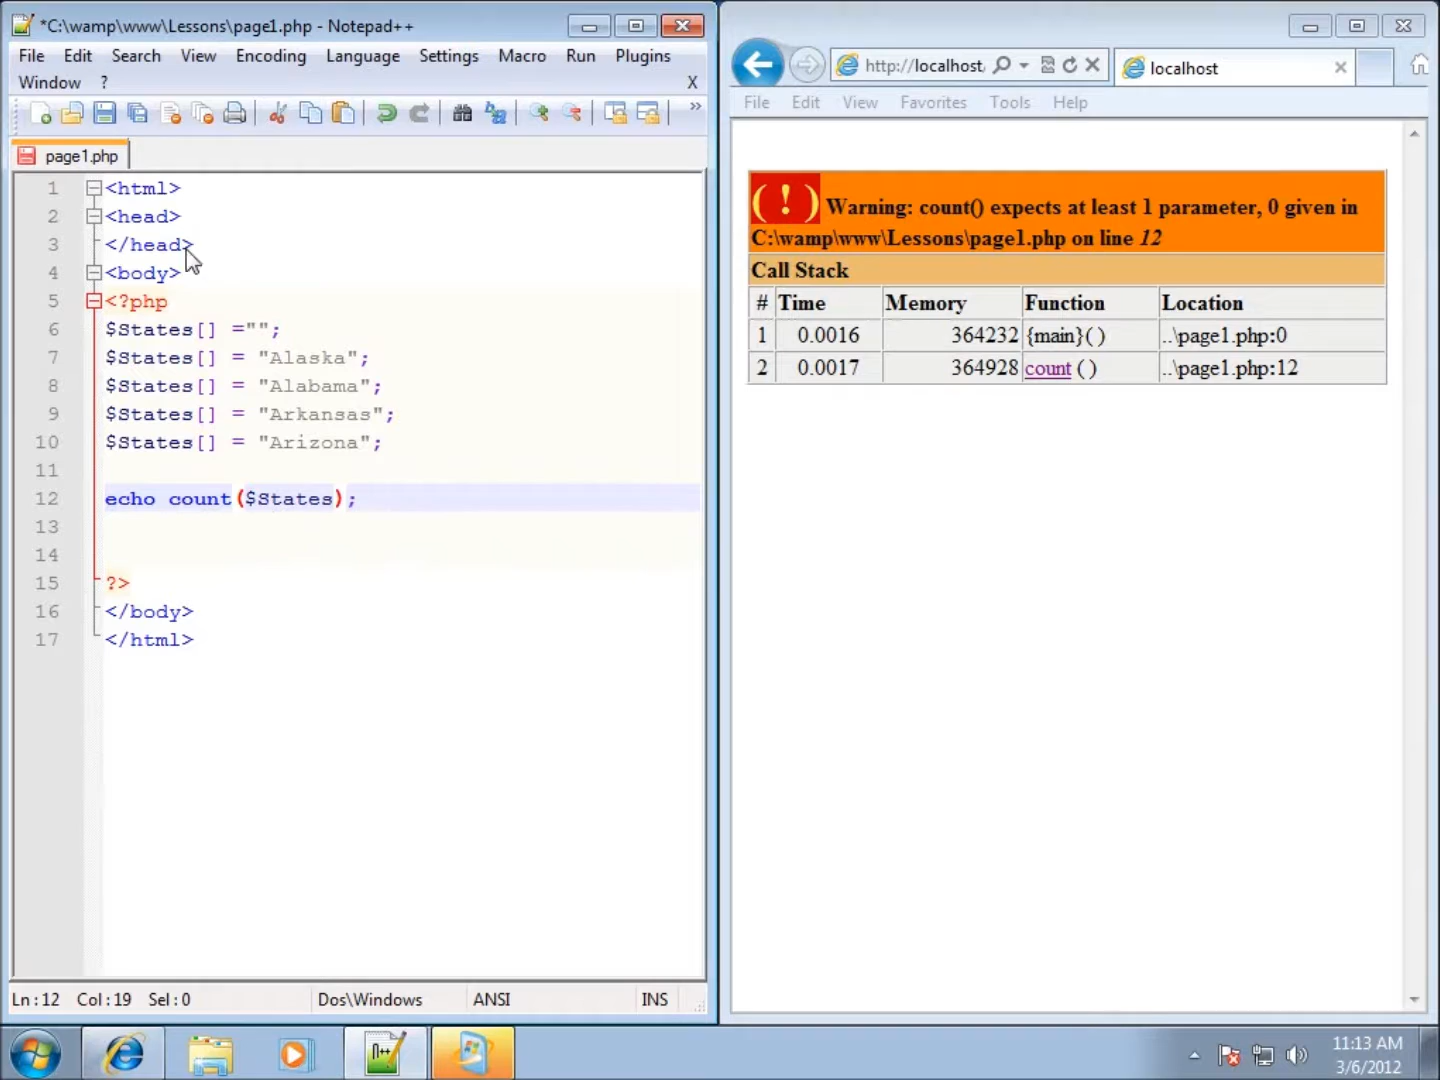 *C:\wamp\www\Lessons\page1.php - Notepad++
File Edit Search View Encoding Language Settings Macro Run Plugins
Window ? X
page1.php
1 <html>
2 <head>
3 </head>
4 <body>
5 <?php
6 $States[] ="";
7 $States[] = "Alaska";
8 $States[] = "Alabama";
9 $States[] = "Arkansas";
10 $States[] = "Arizona";
11
12 echo count($States);
13
14
15 ?>
16 </body>
17 </html>
Ln:12 Col:19 Sel:0 Dos\Windows ANSI INS
http://localhost
localhost
File Edit View Favorites Tools Help
( ! ) Warning: count() expects at least 1 parameter, 0 given in
C:\wamp\www\Lessons\page1.php on line 12
Call Stack
# Time Memory Function Location
1 0.0016 364232 {main}( ) ..\page1.php:0
2 0.0017 364928 count ( ) ..\page1.php:12
11:13 AM
3/6/2012